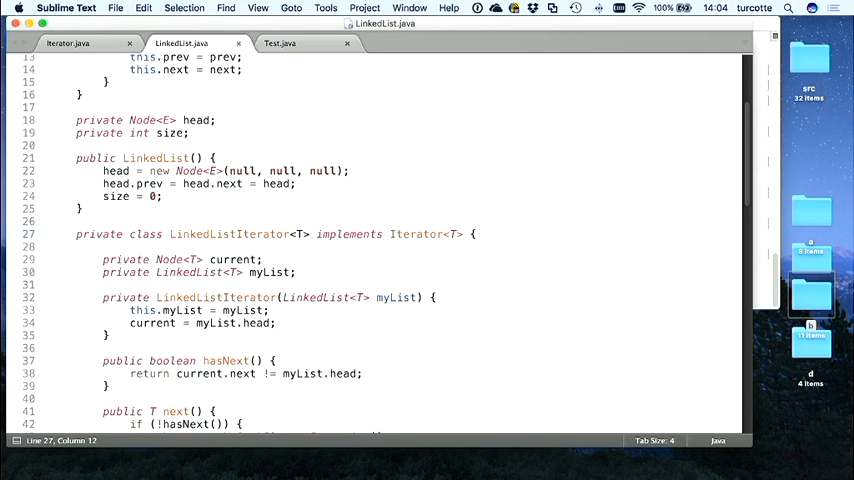 Sublime Text File Edit Selection Find View Goto Tools Project Window Help 100% 14:04 turcotte
LinkedList.java
Iterator.java × LinkedList.java × Test.java ×
13 this.prev = prev;
14 this.next = next;
15 }
16 }
17
18 private Node<E> head;
19 private int size;
20
21 public LinkedList() {
22 head = new Node<E>(null, null, null);
23 head.prev = head.next = head;
24 size = 0;
25 }
26
27 private class LinkedListIterator<T> implements Iterator<T> {
28
29 private Node<T> current;
30 private LinkedList<T> myList;
31
32 private LinkedListIterator(LinkedList<T> myList) {
33 this.myList = myList;
34 current = myList.head;
35 }
36
37 public boolean hasNext() {
38 return current.next != myList.head;
39 }
40
41 public T next() {
42 if (!hasNext()) {
Line 27, Column 12 Tab Size: 4 Java
src
32 items
a
8 items
b
11 items
d
4 items